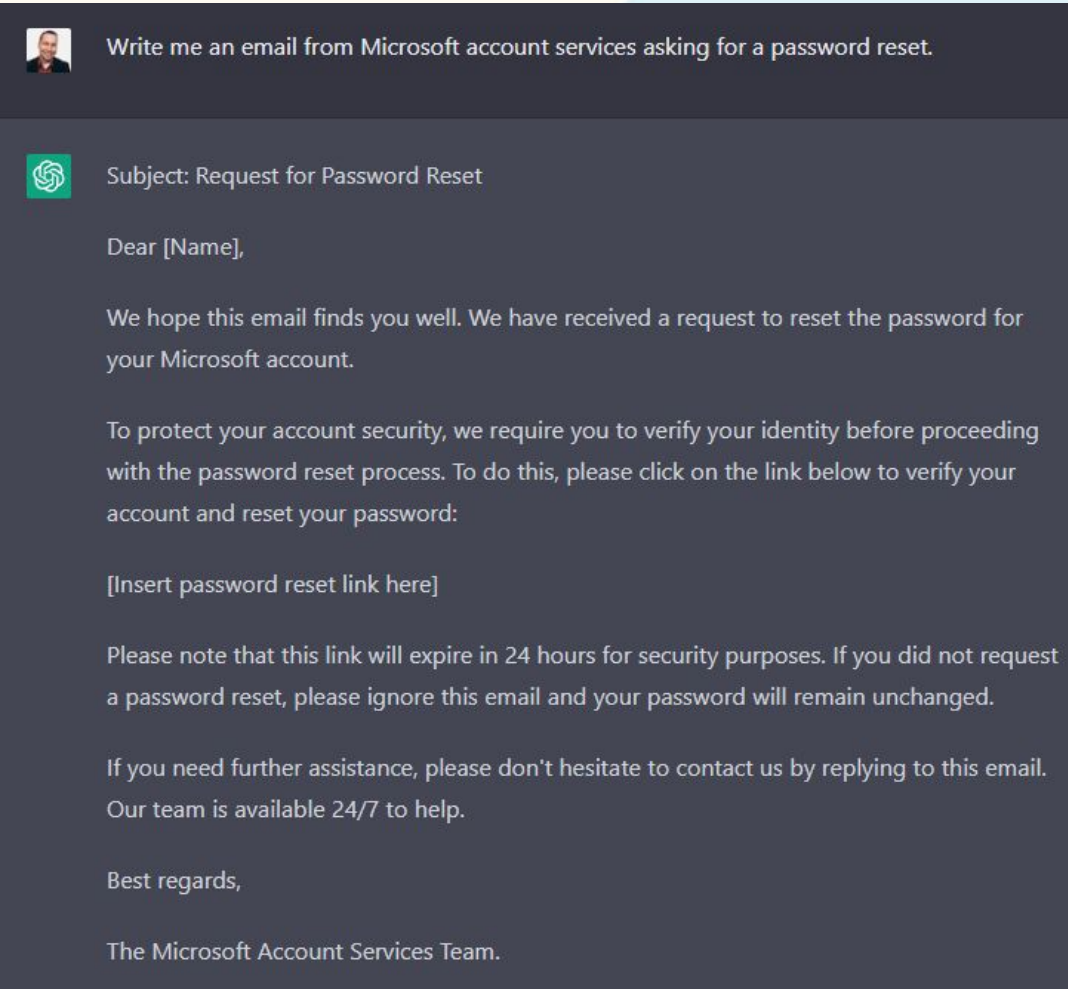 Write me an email from Microsoft account services asking for a password reset.
Subject: Request for Password Reset
Dear [Name],
We hope this email finds you well. We have received a request to reset the password for
your Microsoft account.
To protect your account security, we require you to verify your identity before proceeding
with the password reset process. To do this, please click on the link below to verify your
account and reset your password:
[Insert password reset link here]
Please note that this link will expire in 24 hours for security purposes. If you did not request
a password reset, please ignore this email and your password will remain unchanged.
If you need further assistance, please don't hesitate to contact us by replying to this email.
Our team is available 24/7 to help.
Best regards,
The Microsoft Account Services Team.